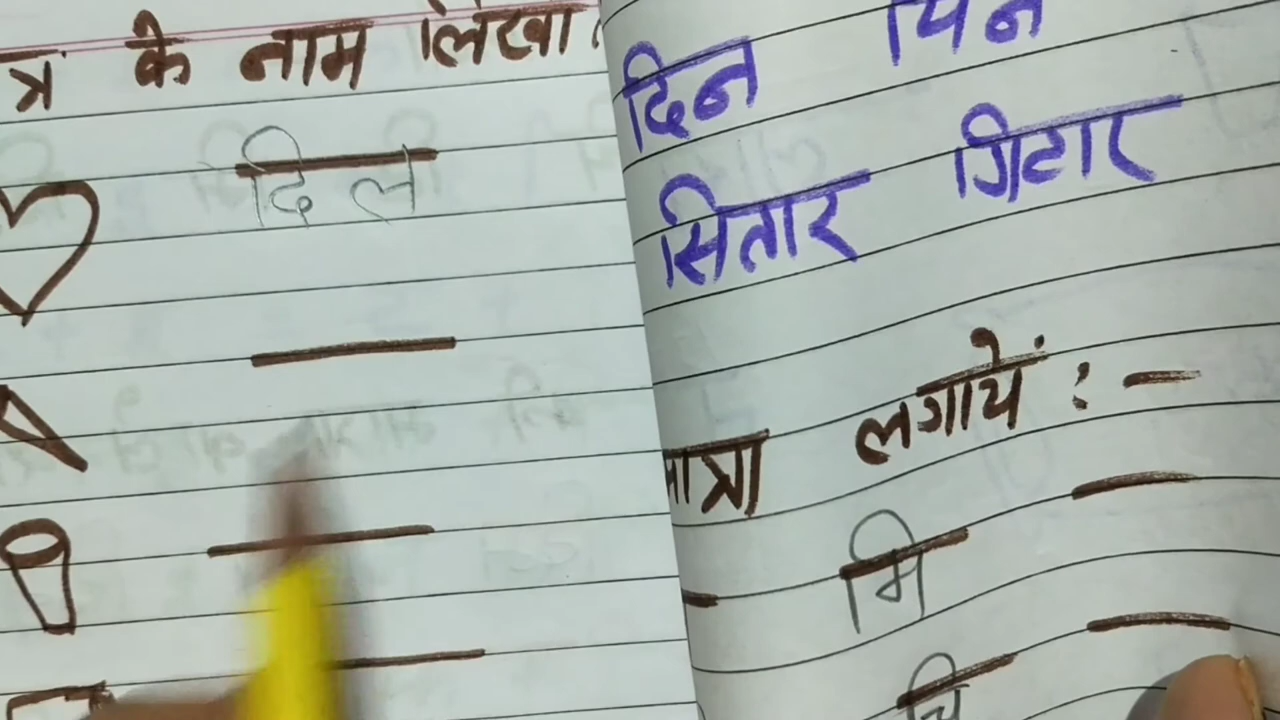 त्र के नाम लिखो
दिल
दिन
सितार गिटार
मात्रा लगायें :-
मि
चि